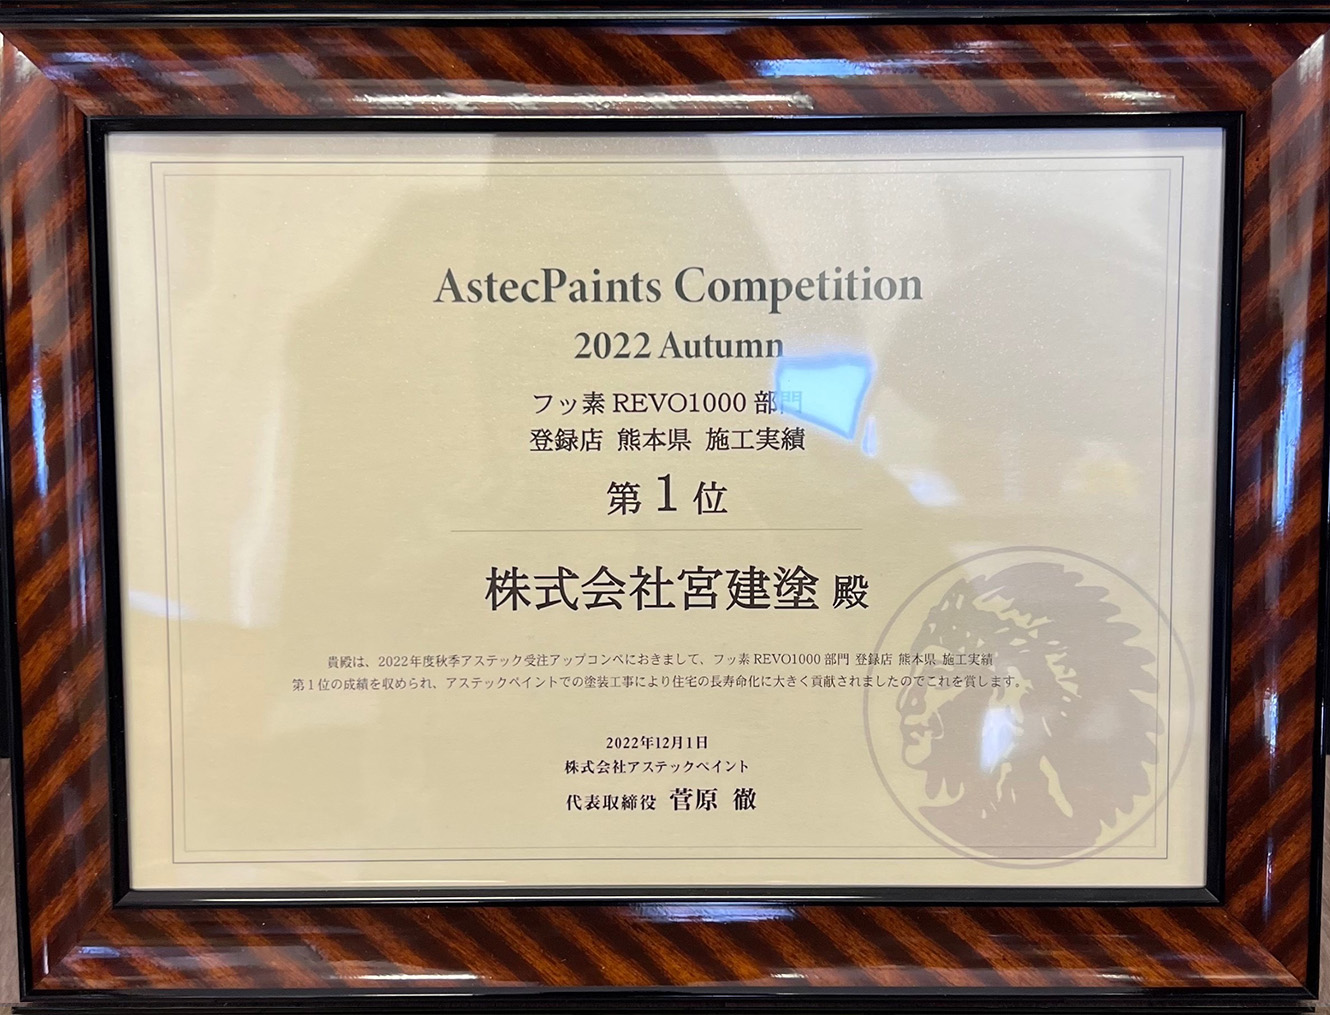 AstecPaints Competition
2022 Autumn
フッ素 REVO1000 部門
登録店 熊本県 施工実績
第 1 位
株式会社宮建塗 殿
貴殿は、2022年度秋季アステック受注アップコンペにおきまして、フッ素 REVO1000 部門 登録店 熊本県 施工実績
第1位の成績を収められ、アステックペイントでの塗装工事により住宅の長寿命化に大きく貢献されましたのでこれを賞します。
2022年12月1日
株式会社アステックペイント
代表取締役 菅原 徹